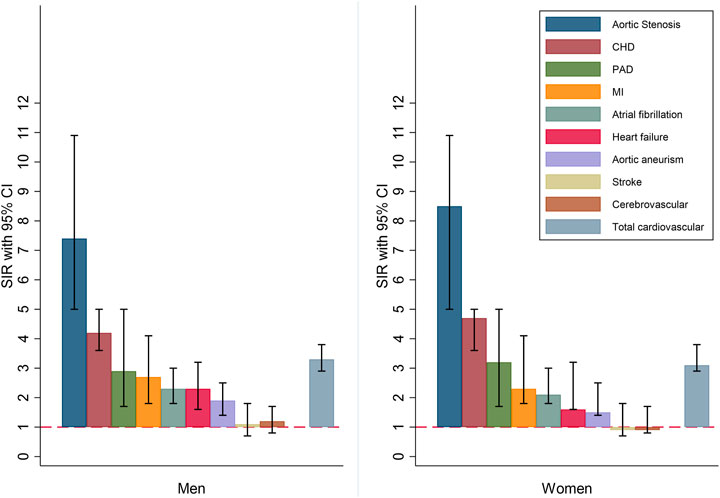 SIR with 95% CI
12
11
10
9
8
7
6
5
4
3
2
1
0
Men
SIR with 95% CI
12
11
10
9
8
7
6
5
4
3
2
1
0
Women
Aortic Stenosis
CHD
PAD
MI
Atrial fibrillation
Heart failure
Aortic aneurism
Stroke
Cerebrovascular
Total cardiovascular